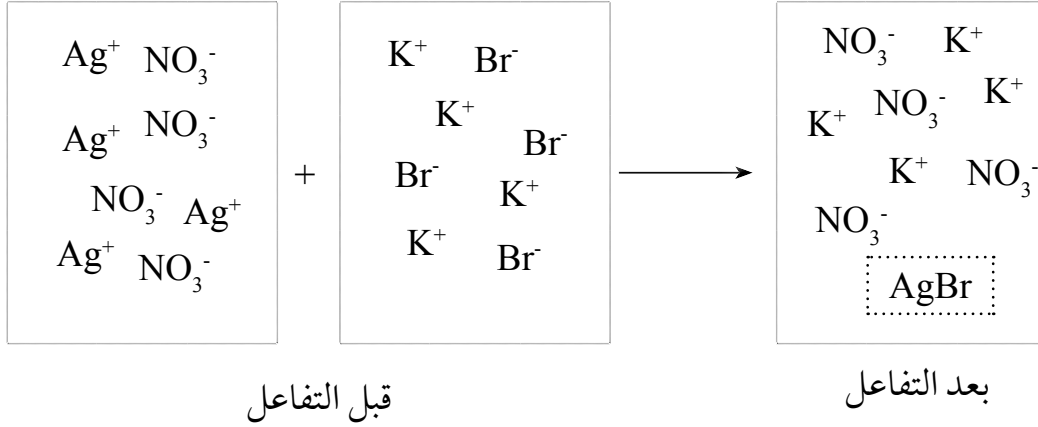 Ag⁺ NO₃⁻
Ag⁺ NO₃⁻
NO₃⁻ Ag⁺
Ag⁺ NO₃⁻
+
K⁺ Br⁻
K⁺
Br⁻
Br⁻
K⁺
K⁺
Br⁻
NO₃⁻ K⁺
K⁺ NO₃⁻ K⁺
K⁺ NO₃⁻
NO₃⁻
AgBr
قبل التفاعل
بعد التفاعل